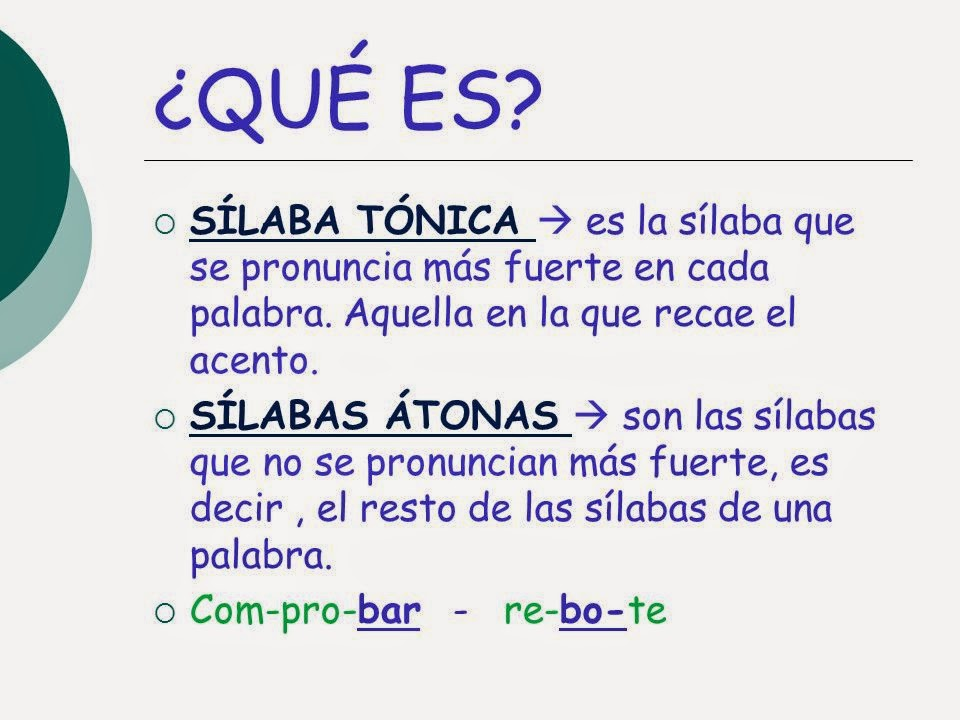 ¿QUÉ ES?
SÍLABA TÓNICA → es la sílaba que
se pronuncia más fuerte en cada
palabra. Aquella en la que recae el
acento.
SÍLABAS ÁTONAS → son las sílabas
que no se pronuncian más fuerte, es
decir , el resto de las sílabas de una
palabra.
Com-pro-bar - re-bo-te